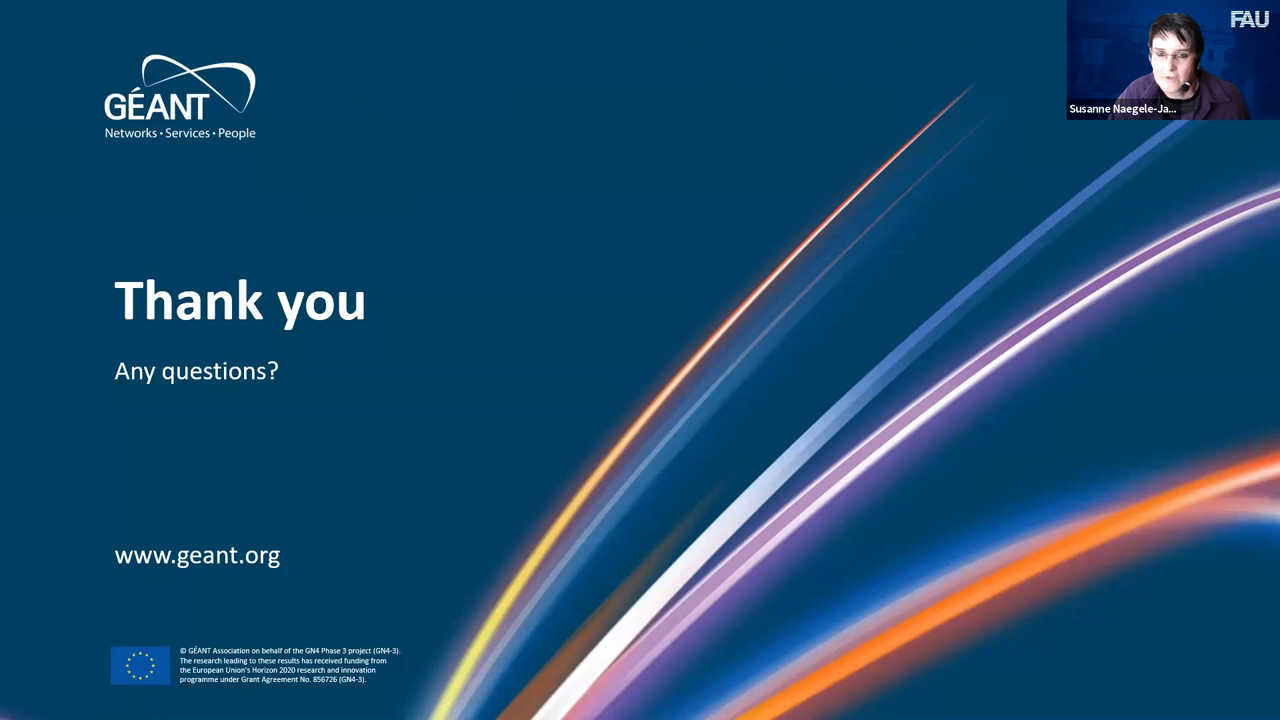 GÉANT
Networks • Services • People
FAU
Susanne Naegele-Ja...
Thank you
Any questions?
www.geant.org
© GÉANT Association on behalf of the GN4 Phase 3 project (GN4-3).
The research leading to these results has received funding from
the European Union's Horizon 2020 research and innovation
programme under Grant Agreement No. 856726 (GN4-3).